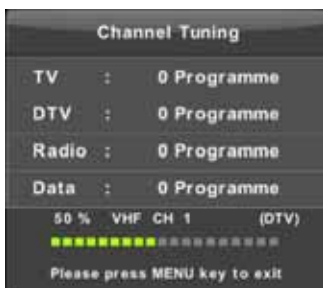 Channel Tuning
TV : 0 Programme
DTV : 0 Programme
Radio : 0 Programme
Data : 0 Programme
50 % VHF CH 1 (DTV)
Please press MENU key to exit